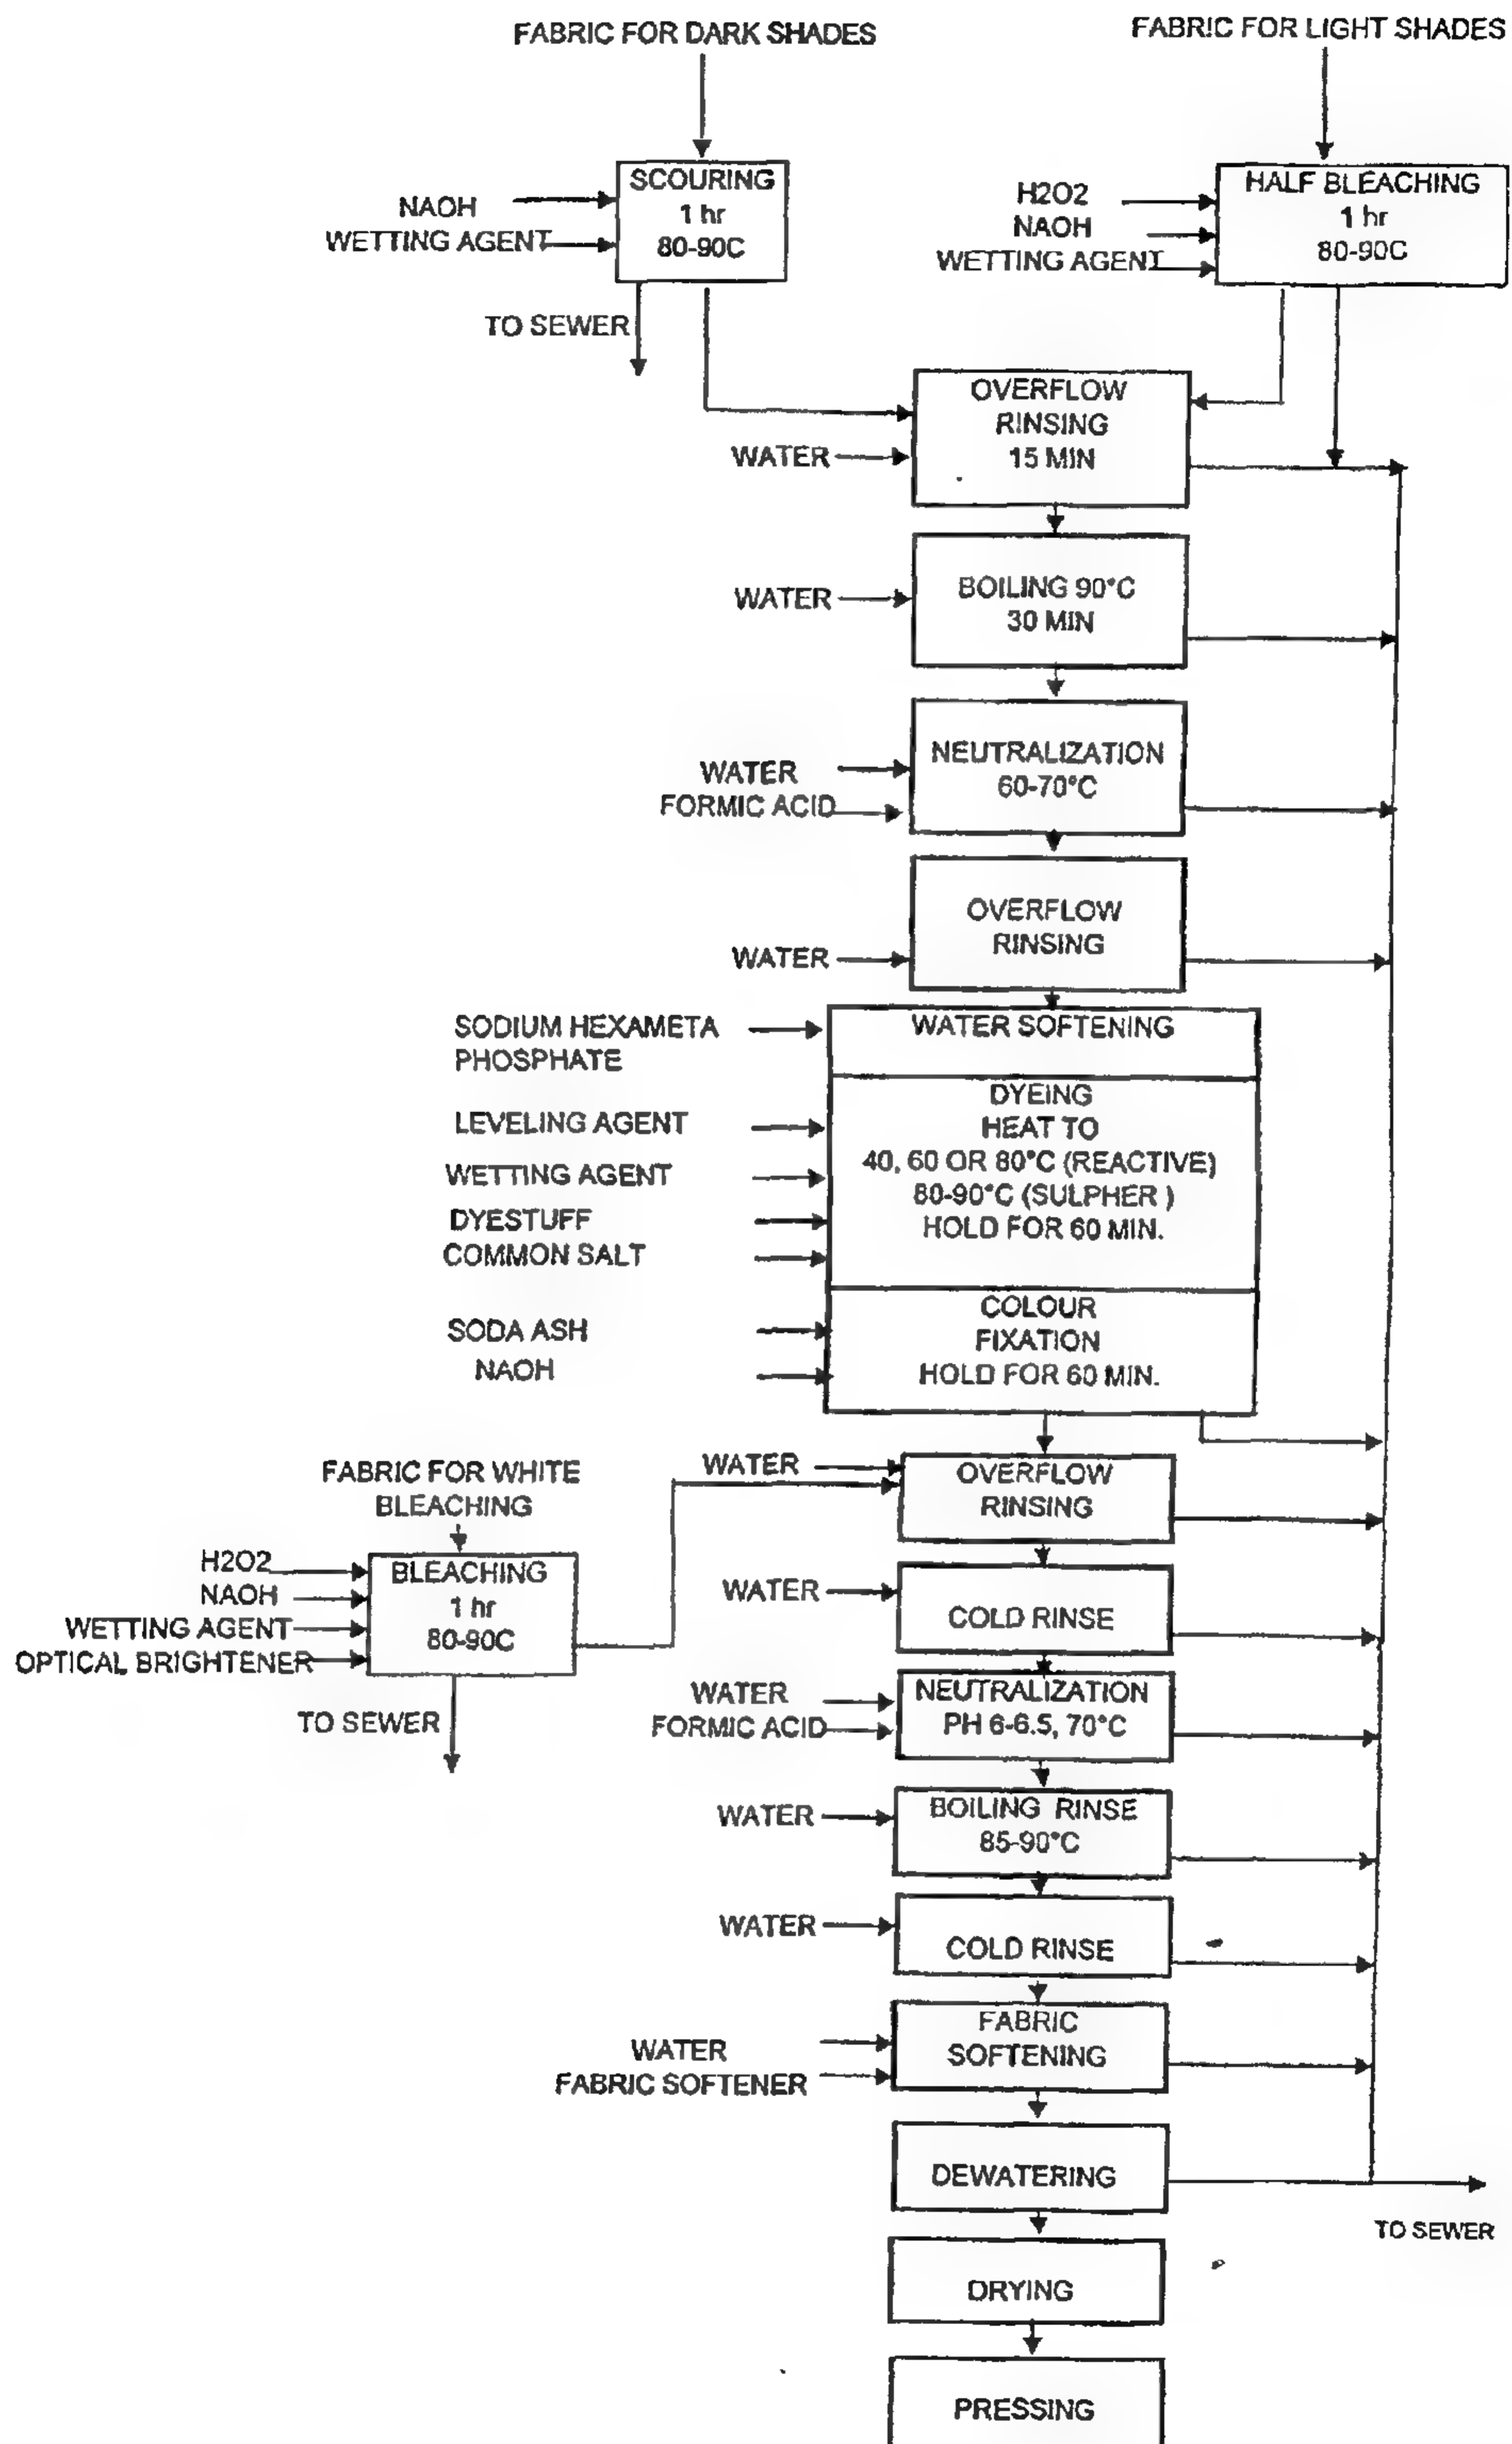 FABRIC FOR DARK SHADES
FABRIC FOR LIGHT SHADES
SCOURING
1 hr
80-90C
NAOH
WETTING AGENT
TO SEWER
H2O2
NAOH
WETTING AGENT
HALF BLEACHING
1 hr
80-90C
OVERFLOW
RINSING
15 MIN
WATER
BOILING 90°C
30 MIN
WATER
NEUTRALIZATION
60-70°C
WATER
FORMIC ACID
OVERFLOW
RINSING
WATER
SODIUM HEXAMETA
PHOSPHATE
WATER SOFTENING
LEVELING AGENT
WETTING AGENT
DYESTUFF
COMMON SALT
DYEING
HEAT TO
40, 60 OR 80°C (REACTIVE)
80-90°C (SULPHER )
HOLD FOR 60 MIN.
SODA ASH
NAOH
COLOUR
FIXATION
HOLD FOR 60 MIN.
FABRIC FOR WHITE
BLEACHING
H2O2
NAOH
WETTING AGENT
OPTICAL BRIGHTENER
BLEACHING
1 hr
80-90C
TO SEWER
WATER
OVERFLOW
RINSING
WATER
COLD RINSE
WATER
FORMIC ACID
NEUTRALIZATION
PH 6-6.5, 70°C
WATER
BOILING RINSE
85-90°C
WATER
COLD RINSE
WATER
FABRIC SOFTENER
FABRIC
SOFTENING
DEWATERING
TO SEWER
DRYING
PRESSING